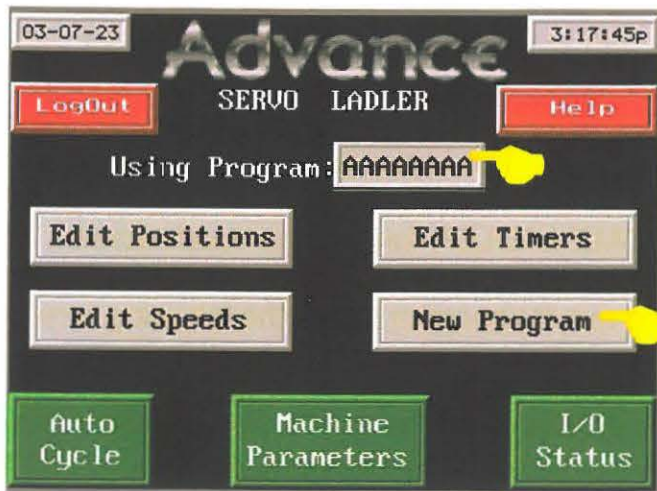 03-07-23
3:17:45p
Advance
LogOut
SERVO LADLER
Help
Using Program: AAAAAAAA
Edit Positions
Edit Timers
Edit Speeds
New Program
Auto
Cycle
Machine
Parameters
I/O
Status